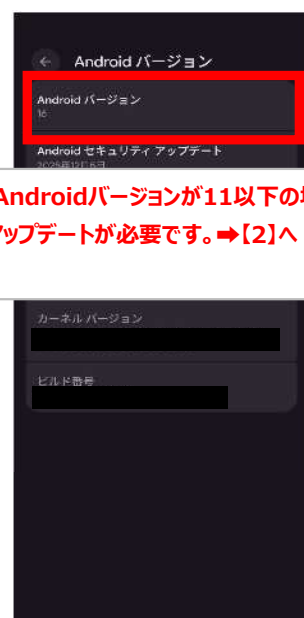 ← Android バージョン
Android バージョン
16
Android セキュリティ アップデート
2025年12月5日
Androidバージョンが11以下の場
アップデートが必要です。➡【2】へ
カーネル バージョン
ビルド番号